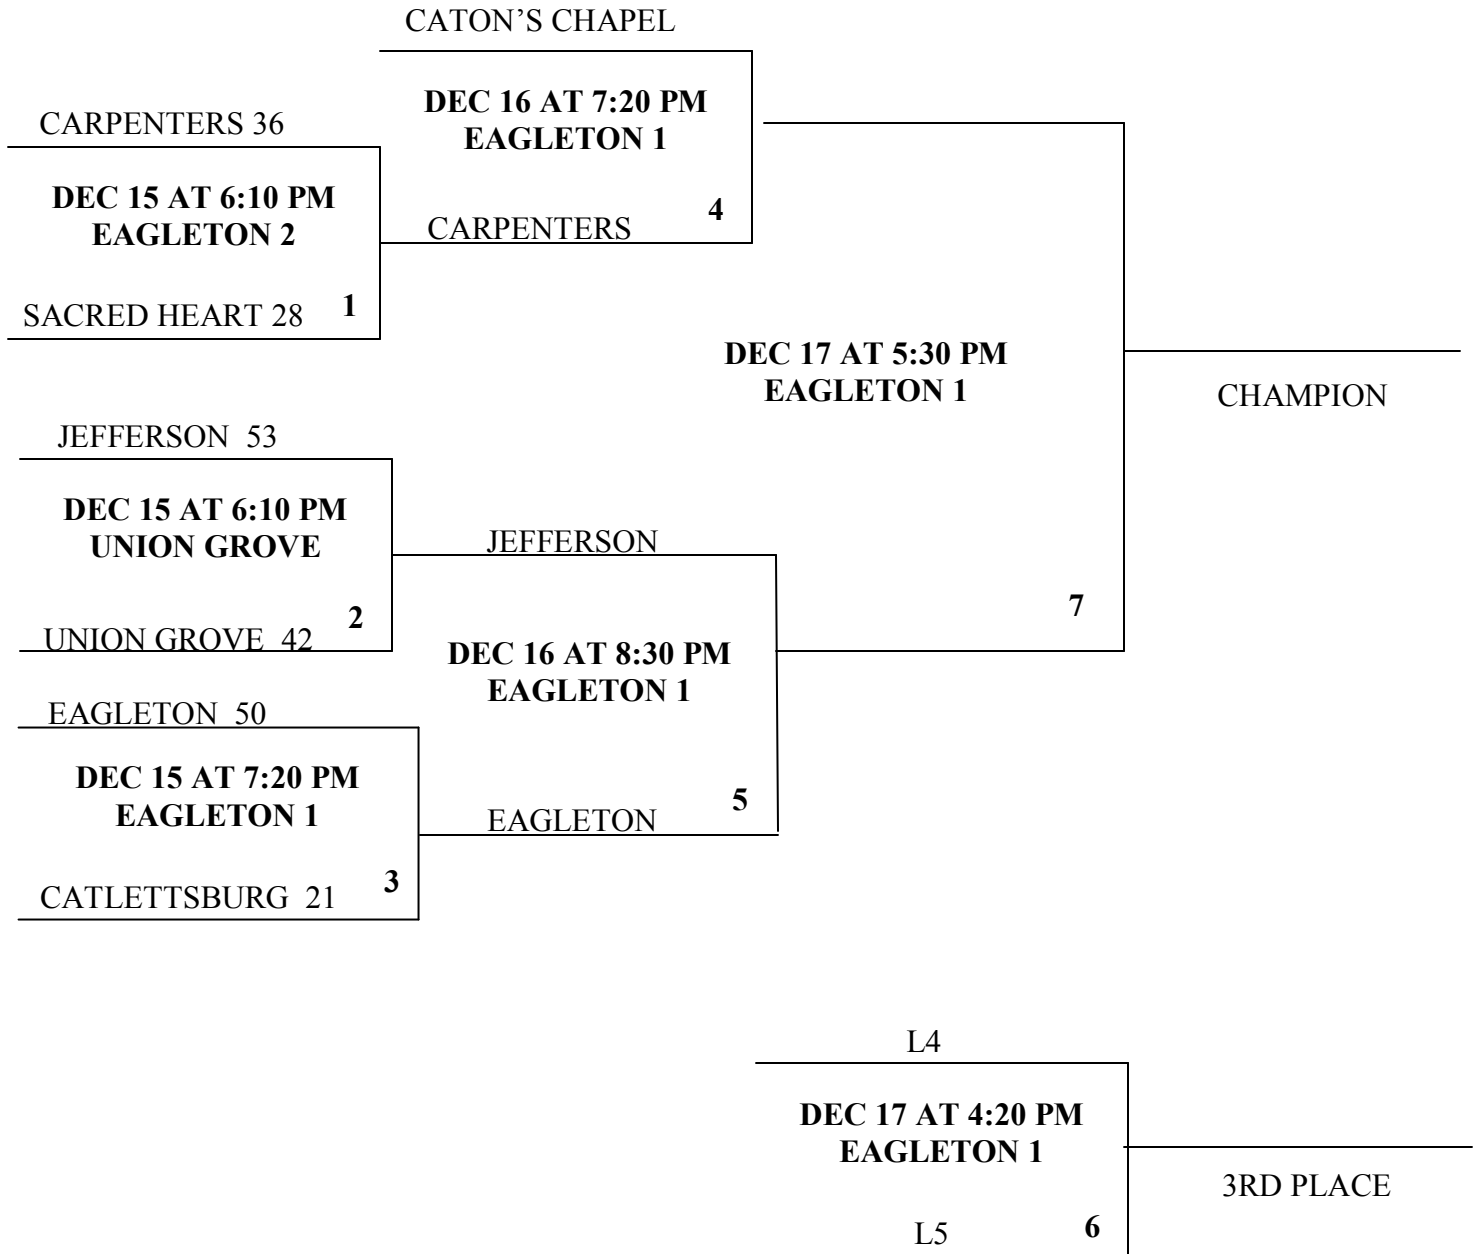 CATON’S CHAPEL
DEC 16 AT 7:20 PM
EAGLETON 1
CARPENTERS 36
DEC 15 AT 6:10 PM
EAGLETON 2
4
CARPENTERS
SACRED HEART 28
1
DEC 17 AT 5:30 PM
EAGLETON 1
CHAMPION
JEFFERSON  53
DEC 15 AT 6:10 PM
UNION GROVE
JEFFERSON
7
2
UNION GROVE  42
DEC 16 AT 8:30 PM
EAGLETON 1
EAGLETON  50
DEC 15 AT 7:20 PM
EAGLETON 1
5
EAGLETON
3
CATLETTSBURG  21
L4
DEC 17 AT 4:20 PM
EAGLETON 1
3RD PLACE
L5
6